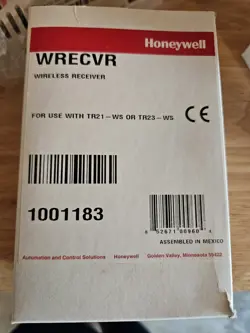 Honeywell
WRECVR
WIRELESS RECEIVER
FOR USE WITH TR21-WS OR TR23-WS CE
1001183
ASSEMBLED IN MEXICO
Automation and Control Solutions Honeywell Golden Valley, Minnesota 55422